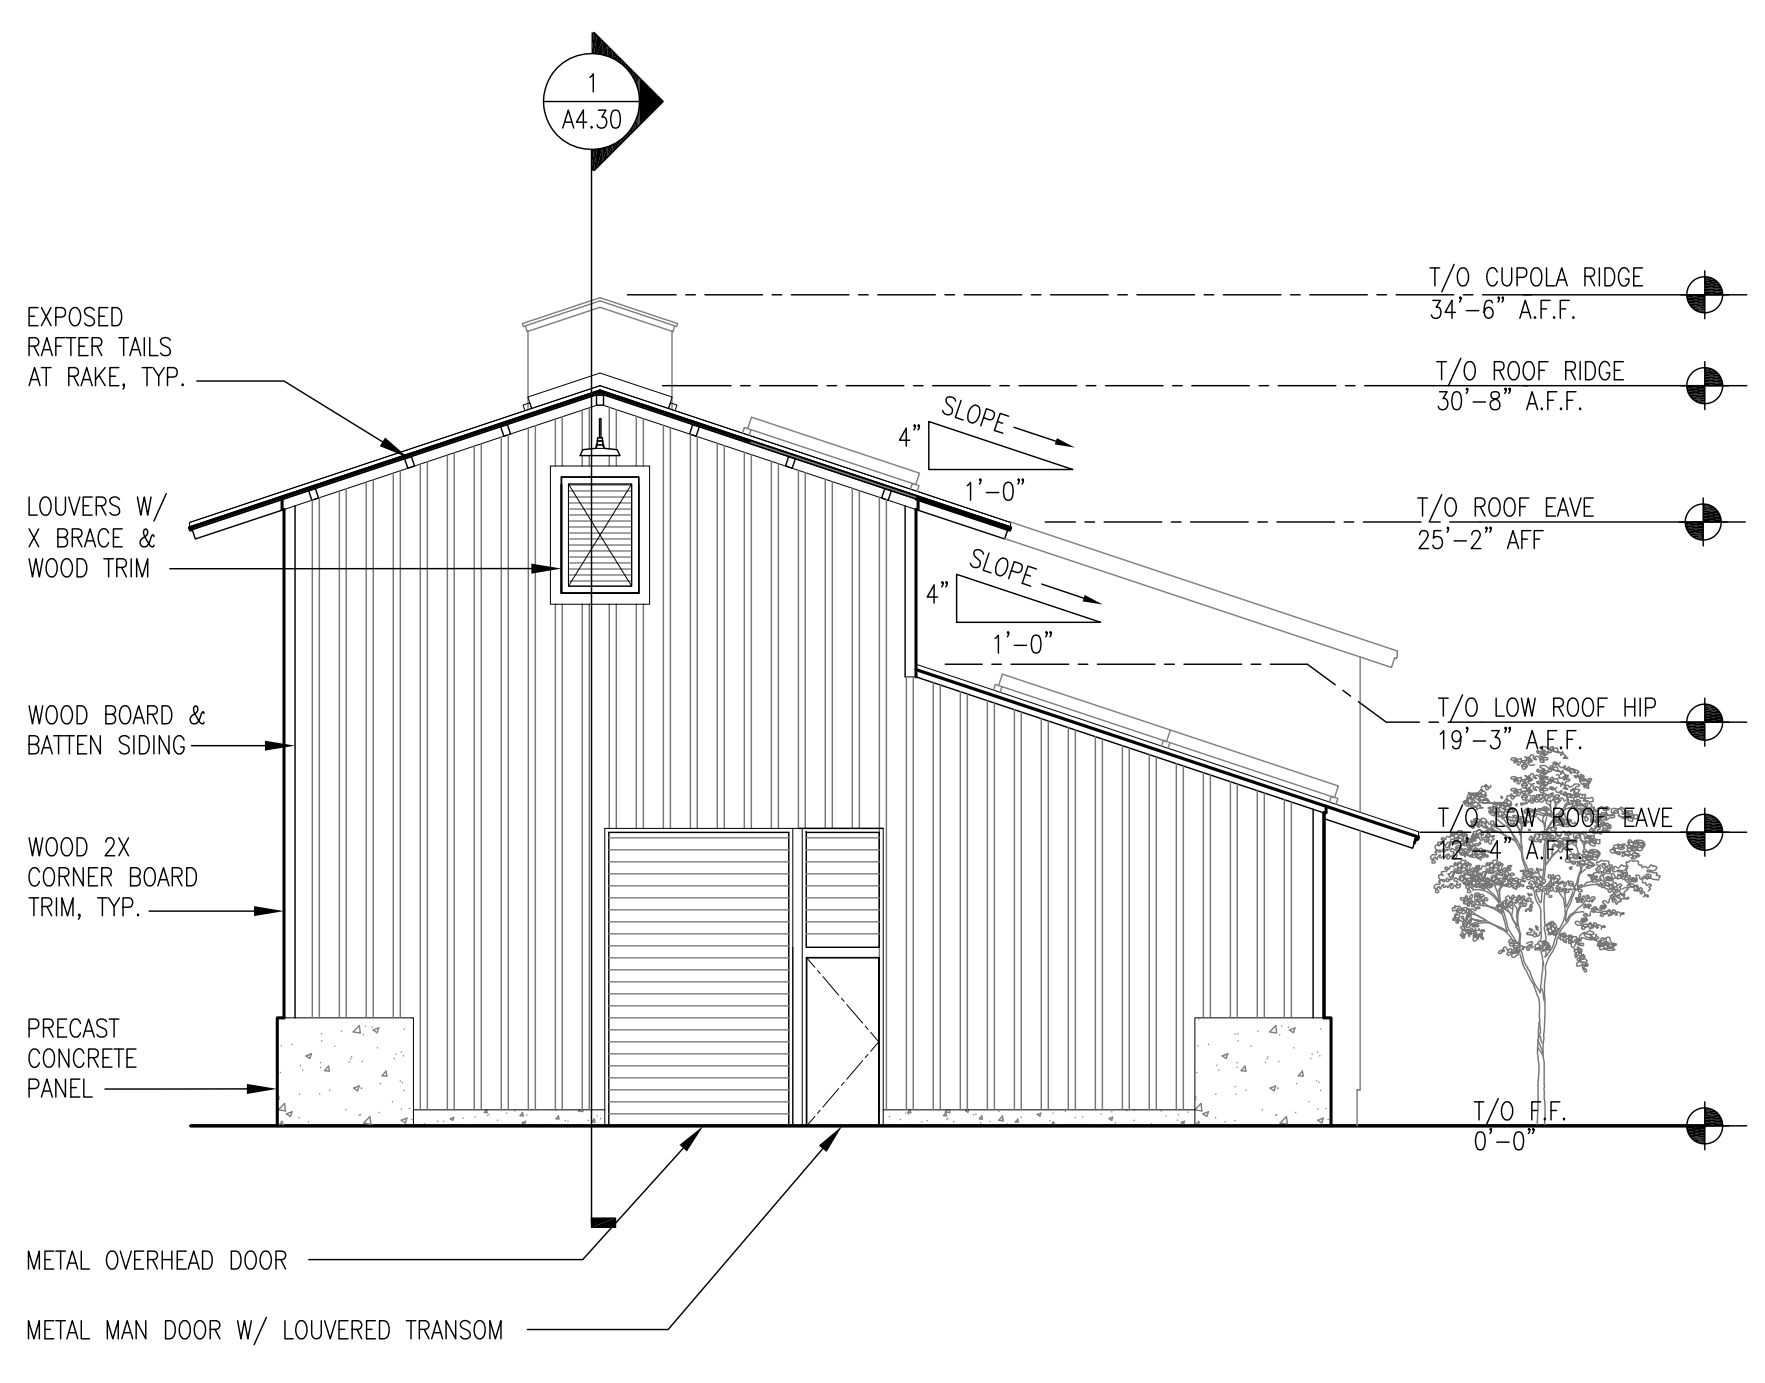 1
A4.30
T/O CUPOLA RIDGE
34'-6" A.F.F.
EXPOSED
RAFTER TAILS
AT RAKE, TYP.
T/O ROOF RIDGE
30'-8" A.F.F.
SLOPE
4"
1'-0"
LOUVERS W/
X BRACE &
WOOD TRIM
T/O ROOF EAVE
25'-2" AFF
SLOPE
4"
1'-0"
WOOD BOARD &
BATTEN SIDING
T/O LOW ROOF HIP
19'-3" A.F.F.
T/O LOW ROOF EAVE
12'-4" A.F.F.
WOOD 2X
CORNER BOARD
TRIM, TYP.
PRECAST
CONCRETE
PANEL
T/O F.F.
0'-0"
METAL OVERHEAD DOOR
METAL MAN DOOR W/ LOUVERED TRANSOM